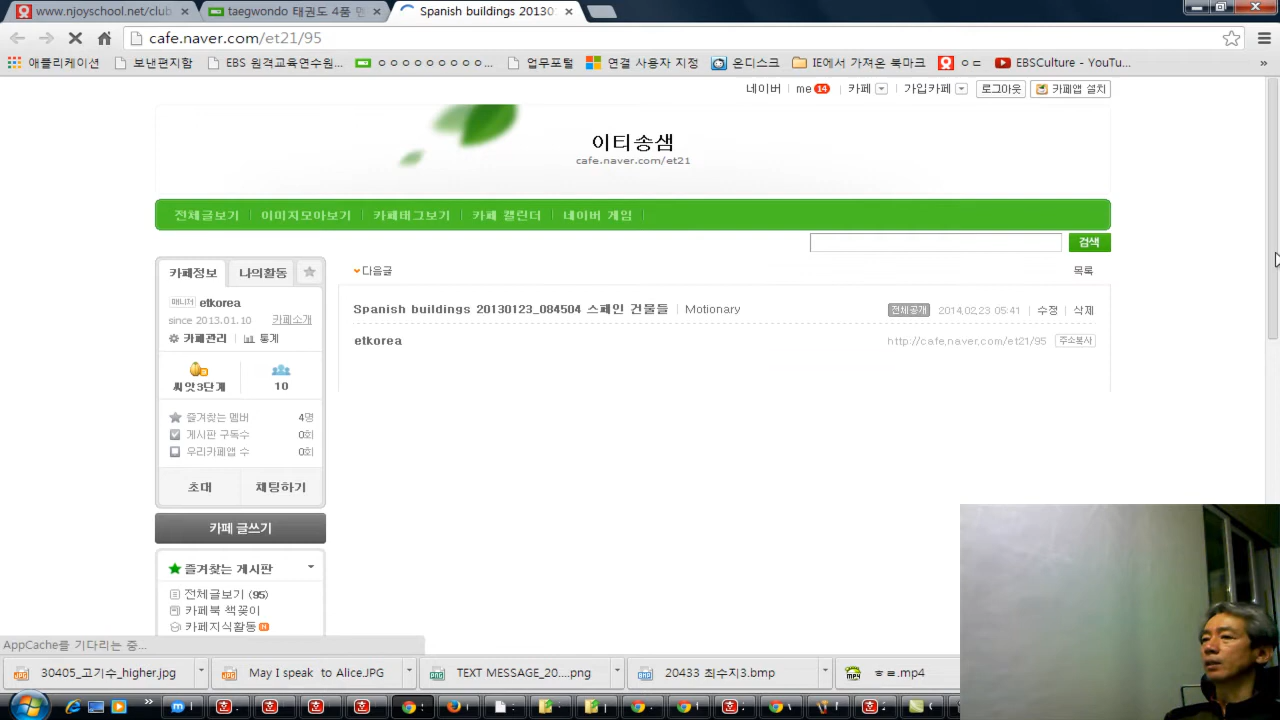 www.njoyschool.net/club
taegwondo 태권도 4품
Spanish buildings 20130
cafe.naver.com/et21/95
애플리케이션
보낸편지함
EBS 원격교육연수원...
ㅇㅇㅇㅇㅇㅇㅇㅇㅇ...
업무포털
연결 사용자 지정
온디스크
IE에서 가져온 북마크
ㅇㄷ
EBSCulture - YouTu...
»
네이버 me 14 카페 가입카페 로그아웃 카페앱 설치
이티송샘
cafe.naver.com/et21
전체글보기 이미지모아보기 카페태그보기 카페 캘린더 네이버 게임
검색
카페정보 나의활동
매니저 etkorea
since 2013.01.10 카페소개
카페관리 통계
씨앗3단계 10
즐겨찾는 멤버 4명
게시판 구독수 0회
우리카페앱 수 0회
초대 채팅하기
카페 글쓰기
즐겨찾는 게시판
전체글보기 (95)
카페북 책꽂이
카페지식활동 N
다음글 목록
Spanish buildings 20130123_084504 스페인 건물들 | Motionary 전체공개 2014.02.23 05:41 수정 삭제
etkorea http://cafe.naver.com/et21/95 주소복사
AppCache를 기다리는 중...
30405_고기수_higher.jpg
May I speak to Alice.JPG
TEXT MESSAGE_20....png
20433 최수지3.bmp
ㅎㅎ.mp4
»